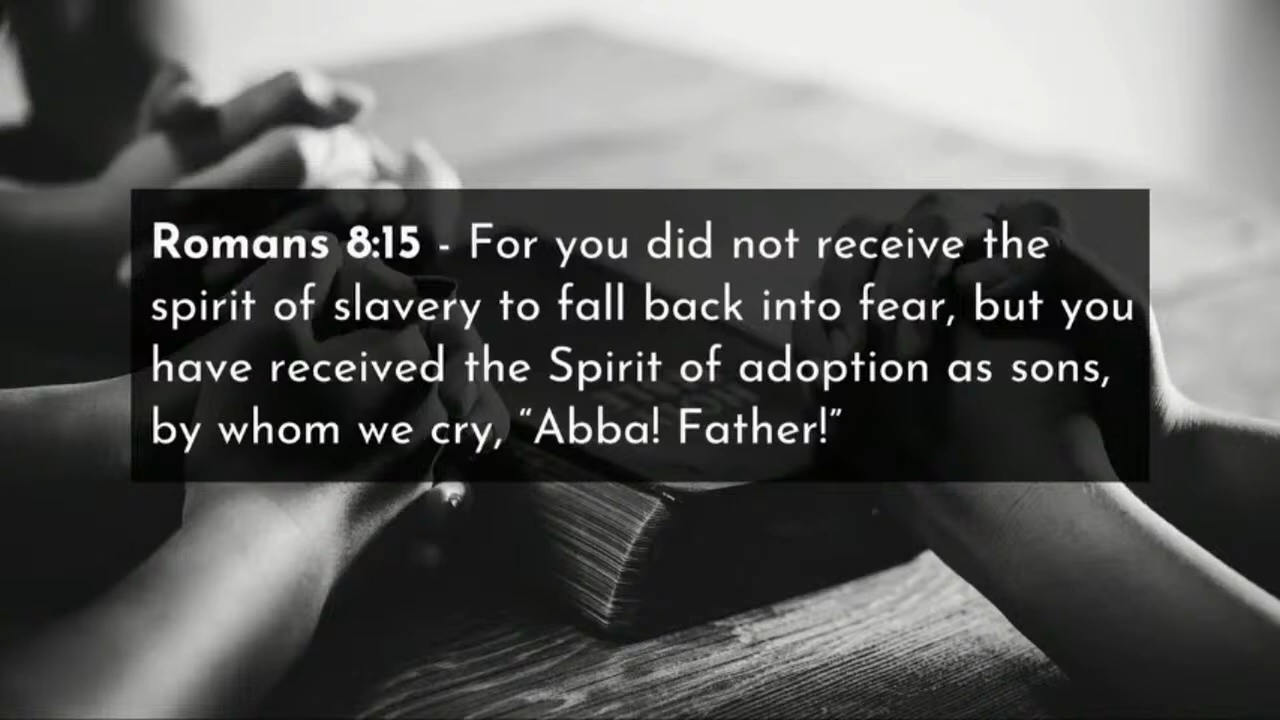 Romans 8:15 - For you did not receive the
spirit of slavery to fall back into fear, but you
have received the Spirit of adoption as sons,
by whom we cry, “Abba! Father!”